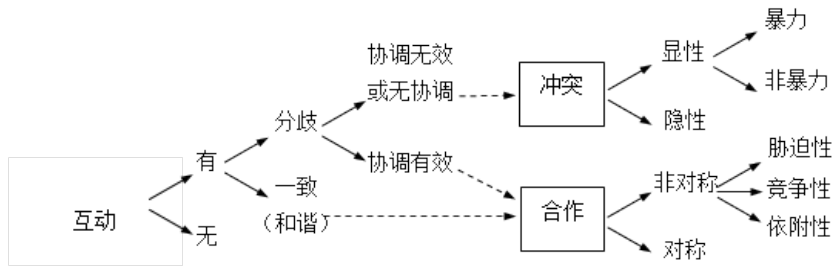 互动
有
无
分歧
一致
（和谐）
协调无效
或无协调
协调有效
冲突
合作
显性
隐性
非对称
对称
暴力
非暴力
胁迫性
竞争性
依附性